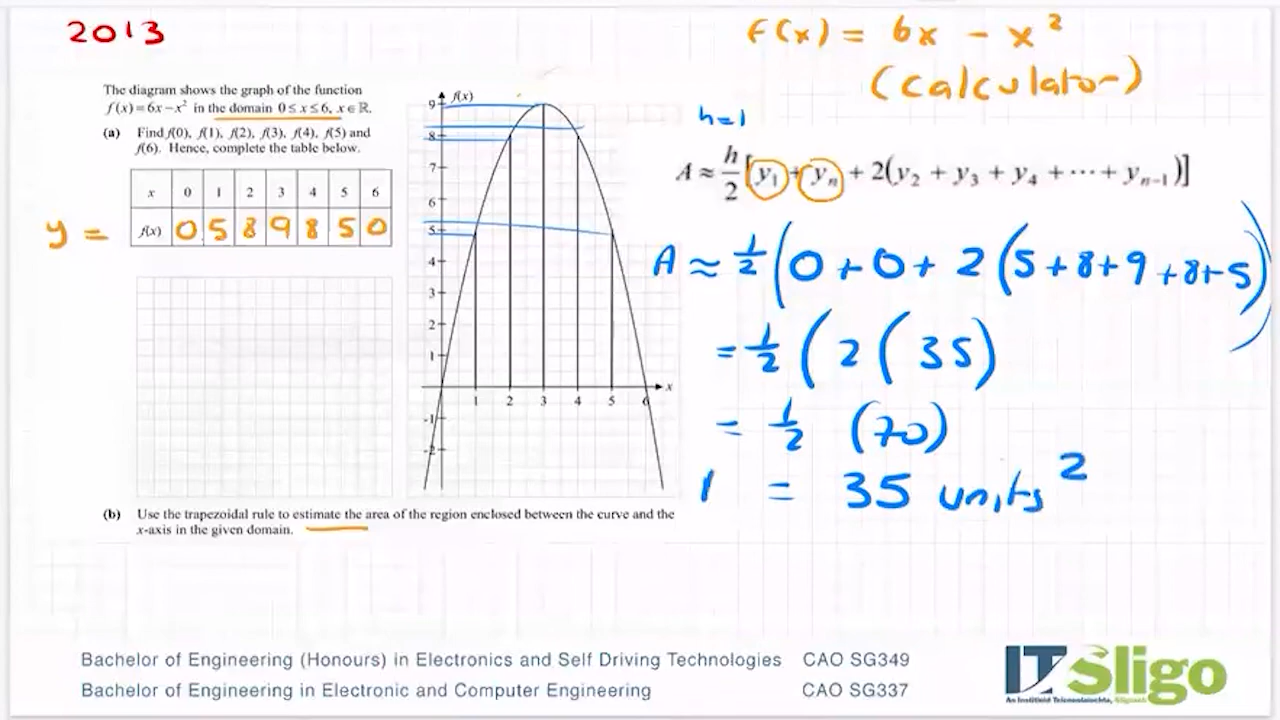 2013
f(x) = 6x - x²
(calculator)
The diagram shows the graph of the function
f(x)=6x–x² in the domain 0≤x≤6, x∈ℝ.
(a) Find f(0), f(1), f(2), f(3), f(4), f(5) and
f(6). Hence, complete the table below.
x 0 1 2 3 4 5 6
y = f(x) 0 5 8 9 8 5 0
f(x)
9
8
7
6
5
4
3
2
1
-1
-2
1 2 3 4 5 6 x
h=1
A ≈ h/2 [y₁ + yₙ + 2(y₂ + y₃ + y₄ + ⋯ + yₙ₋₁)]
A ≈ 1/2 (0 + 0 + 2 (5+8+9+8+5))
= 1/2 (2 (35)
= 1/2 (70)
= 35 units²
(b) Use the trapezoidal rule to estimate the area of the region enclosed between the curve and the
x-axis in the given domain.
Bachelor of Engineering (Honours) in Electronics and Self Driving Technologies CAO SG349
Bachelor of Engineering in Electronic and Computer Engineering CAO SG337
IT Sligo
An Institiúid Teicneolaíochta, Sligeach